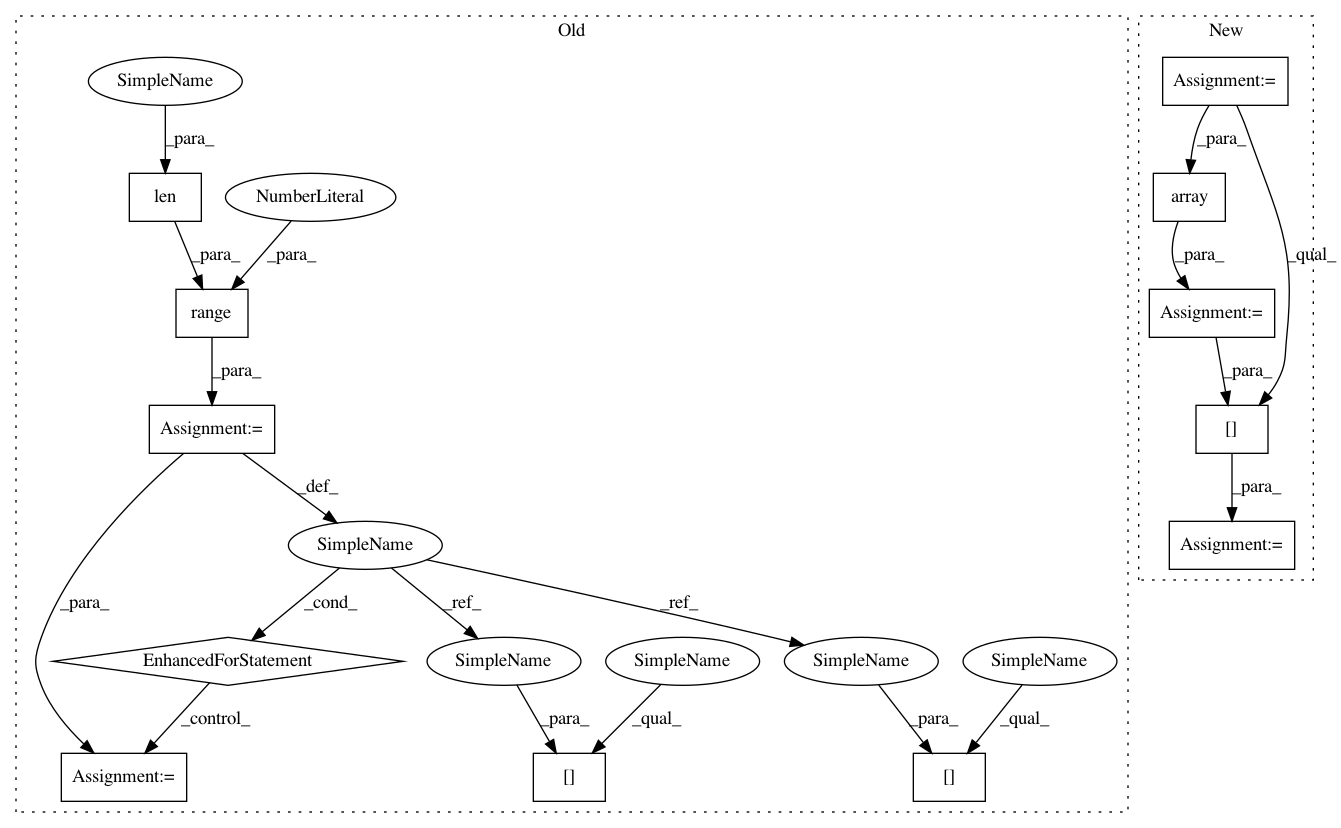 Old
New
SimpleName
Assignment:=
_para_
_para_
len
NumberLiteral
array
_para_
_para_
_para_
_qual_
range
Assignment:=
_para_
_para_
Assignment:=
[]
_def_
_para_
SimpleName
Assignment:=
_para_
_cond_
_ref_
_ref_
EnhancedForStatement
SimpleName
SimpleName
SimpleName
SimpleName
_control_
_para_
_qual_
_para_
_qual_
Assignment:=
[]
[]